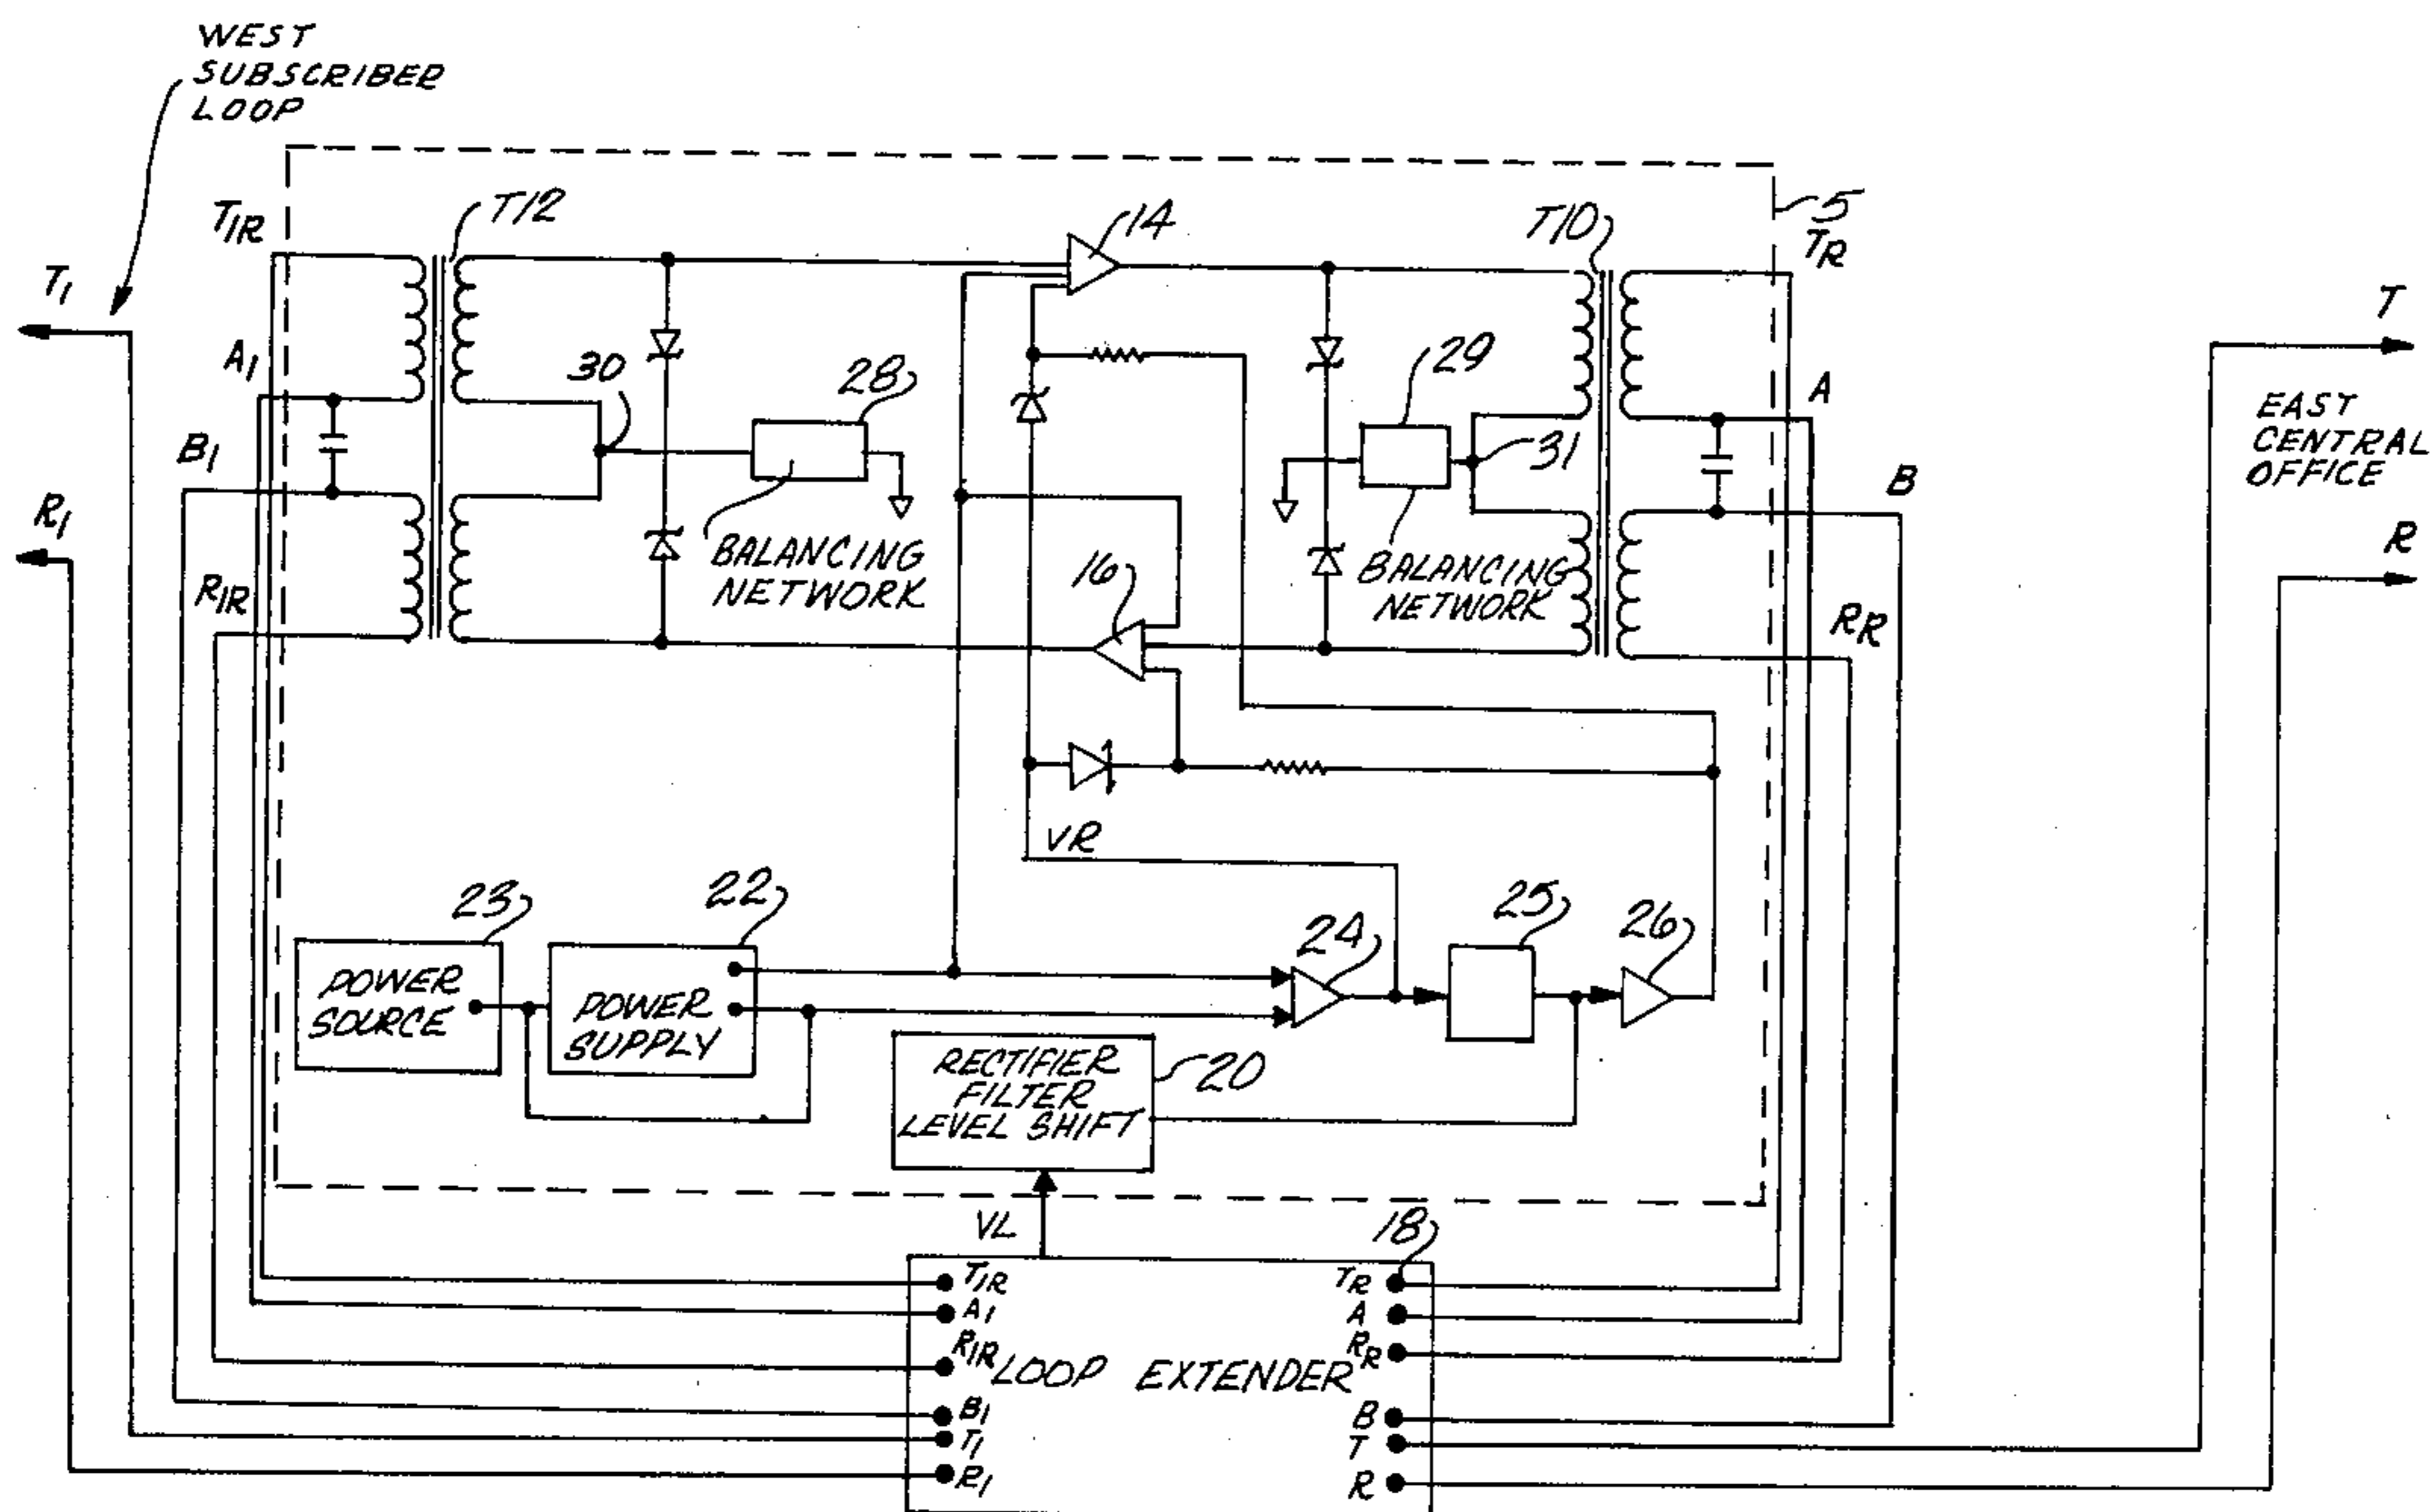 WEST
SUBSCRIBER
LOOP
T1R
T12
14
T10
5
TR
T1
T
A1
30
28
29
A
EAST
CENTRAL
OFFICE
B1
31
B
R1
BALANCING
NETWORK
16
BALANCING
NETWORK
R
R1R
RR
VR
23
22
24
25
26
POWER
SOURCE
POWER
SUPPLY
RECTIFIER
FILTER
LEVEL SHIFT
20
VL
18
T1R
TR
A1
A
R1R
RR
LOOP EXTENDER
B1
B
T1
T
R1
R